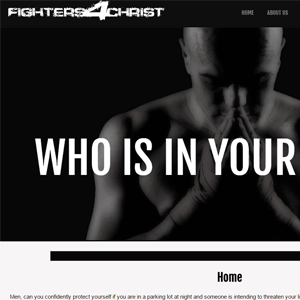 FIGHTERS4CHRIST
HOME ABOUT US
WHO IS IN YOUR
Home
Men, can you confidently protect yourself if you are in a parking lot at night and someone is intending to threaten your